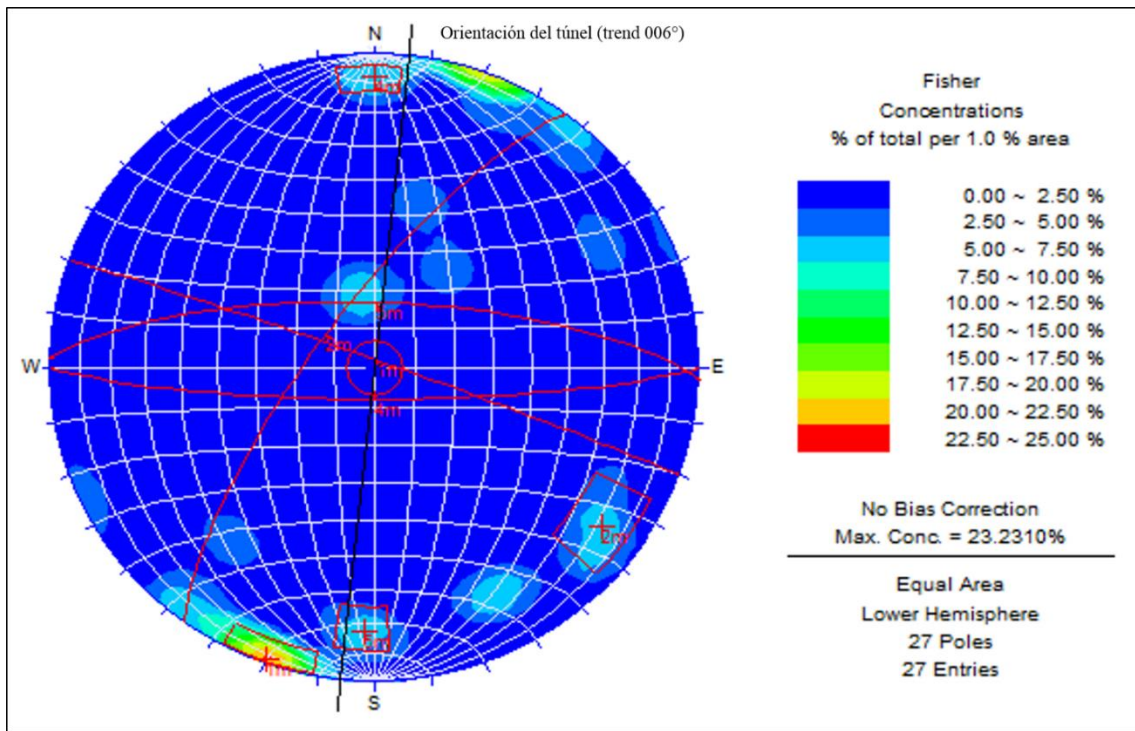 Orientación del túnel (trend 006°)
N
W
E
S
4m
3m
2m
1m
4m
2m
1m
Fisher
Concentrations
% of total per 1.0 % area
0.00 ~ 2.50 %
2.50 ~ 5.00 %
5.00 ~ 7.50 %
7.50 ~ 10.00 %
10.00 ~ 12.50 %
12.50 ~ 15.00 %
15.00 ~ 17.50 %
17.50 ~ 20.00 %
20.00 ~ 22.50 %
22.50 ~ 25.00 %
No Bias Correction
Max. Conc. = 23.2310%
Equal Area
Lower Hemisphere
27 Poles
27 Entries